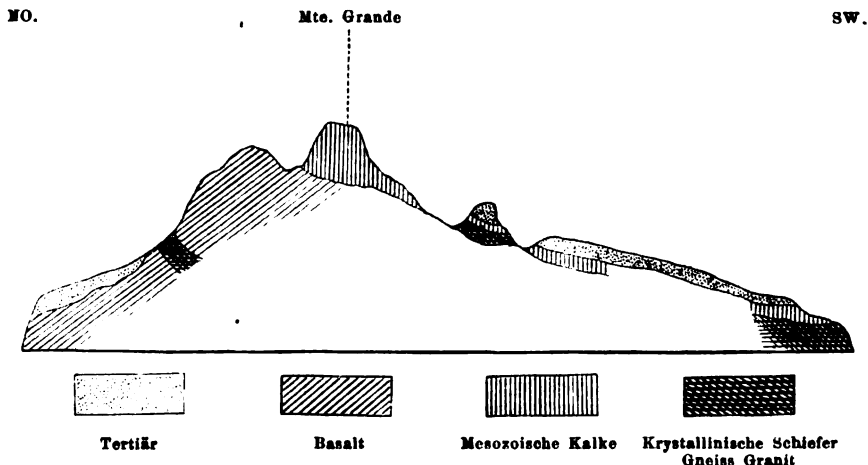 NO.
Mte. Grande
SW.
Tertiär
Basalt
Mesozoische Kalke
Krystallinische Schiefer
Gneiss Granit